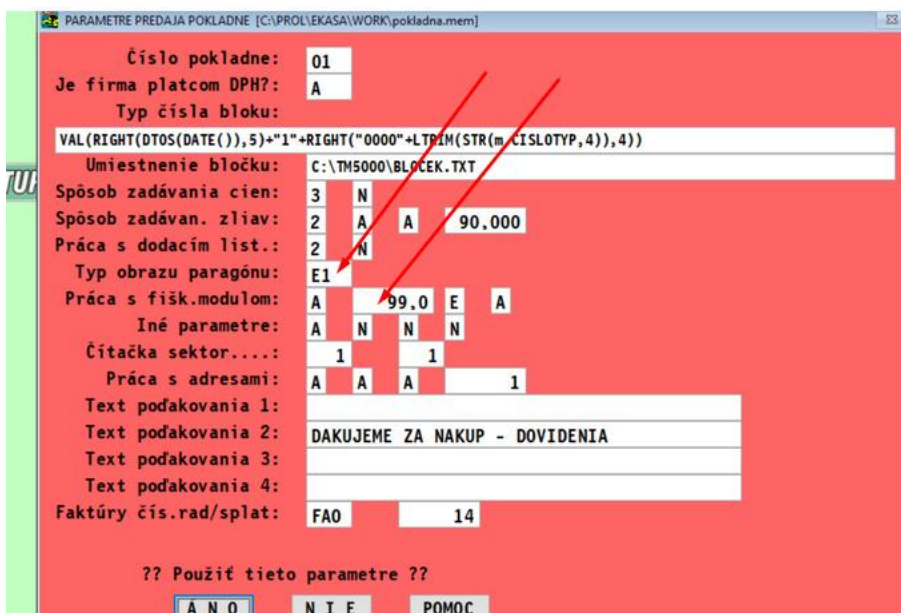 PARAMETRE PREDAJA POKLADNE [C:\PROL\EKASA\WORK\pokladna.mem]
Číslo pokladne: 01
Je firma platcom DPH?: A
Typ čísla bloku:
VAL(RIGHT(DTOS(DATE()),5)+"1"+RIGHT("0000"+LTRIM(STR(m.CISLOTYP,4)),4))
Umiestnenie bločku: C:\TM5000\BLOCEK.TXT
Spôsob zadávania cien: 3 N
Spôsob zadávan. zliav: 2 A A 90,000
Práca s dodacím list.: 2 N
Typ obrazu paragónu: E1
Práca s fišk.modulom: A 99,0 E A
Iné parametre: A N N N
Čítačka sektor....: 1 1
Práca s adresami: A A A 1
Text poďakovania 1:
Text poďakovania 2: DAKUJEME ZA NAKUP - DOVIDENIA
Text poďakovania 3:
Text poďakovania 4:
Faktúry čís.rad/splat: FAO 14
?? Použiť tieto parametre ??
Á N O N I E POMOC